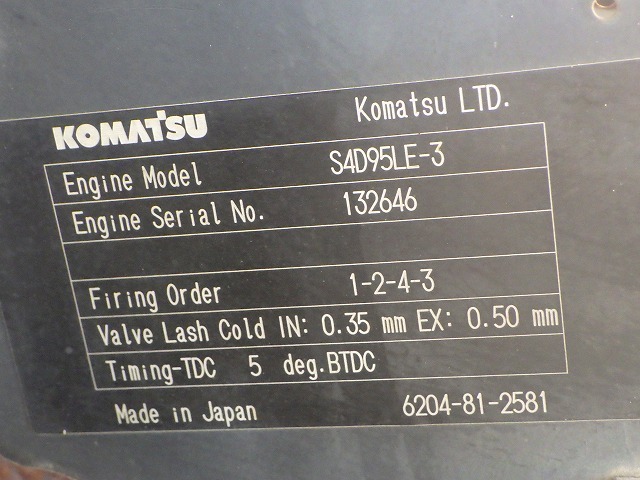 KOMATSU Komatsu LTD.
Engine Model S4D95LE-3
Engine Serial No. 132646
Firing Order 1-2-4-3
Valve Lash Cold IN: 0.35 mm EX: 0.50 mm
Timing-TDC 5 deg.BTDC
Made in Japan 6204-81-2581